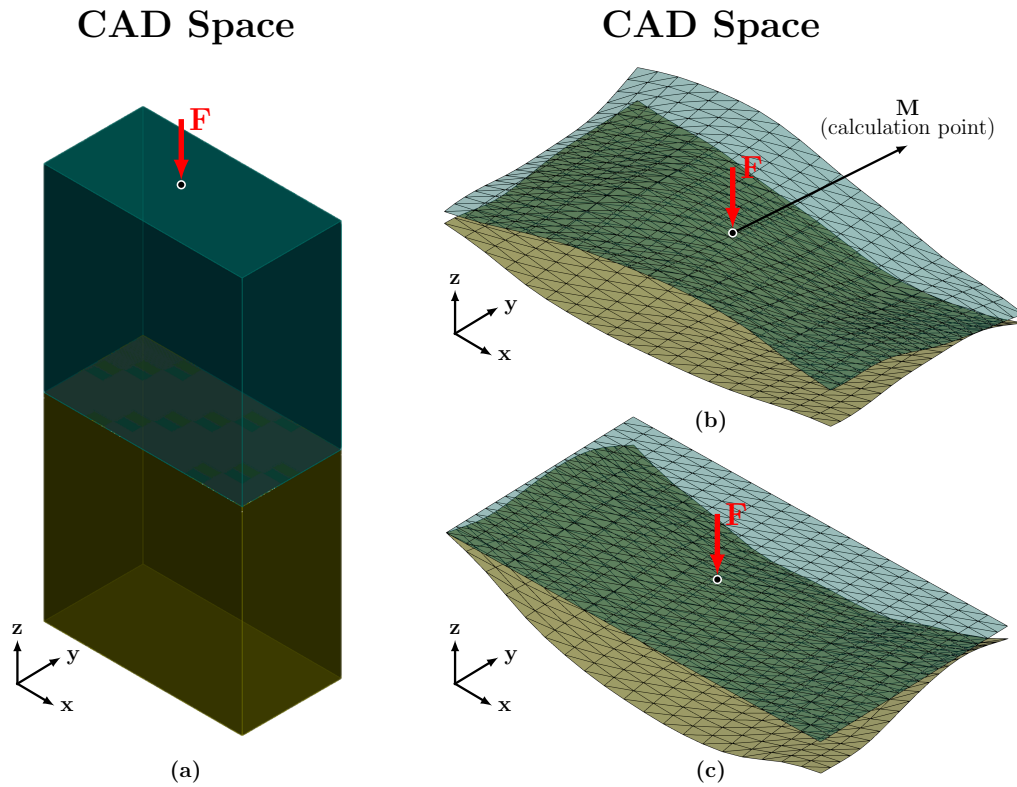 CAD Space
F
z
y
x
(a)
CAD Space
M
(calculation point)
F
z
y
x
(b)
F
z
y
x
(c)